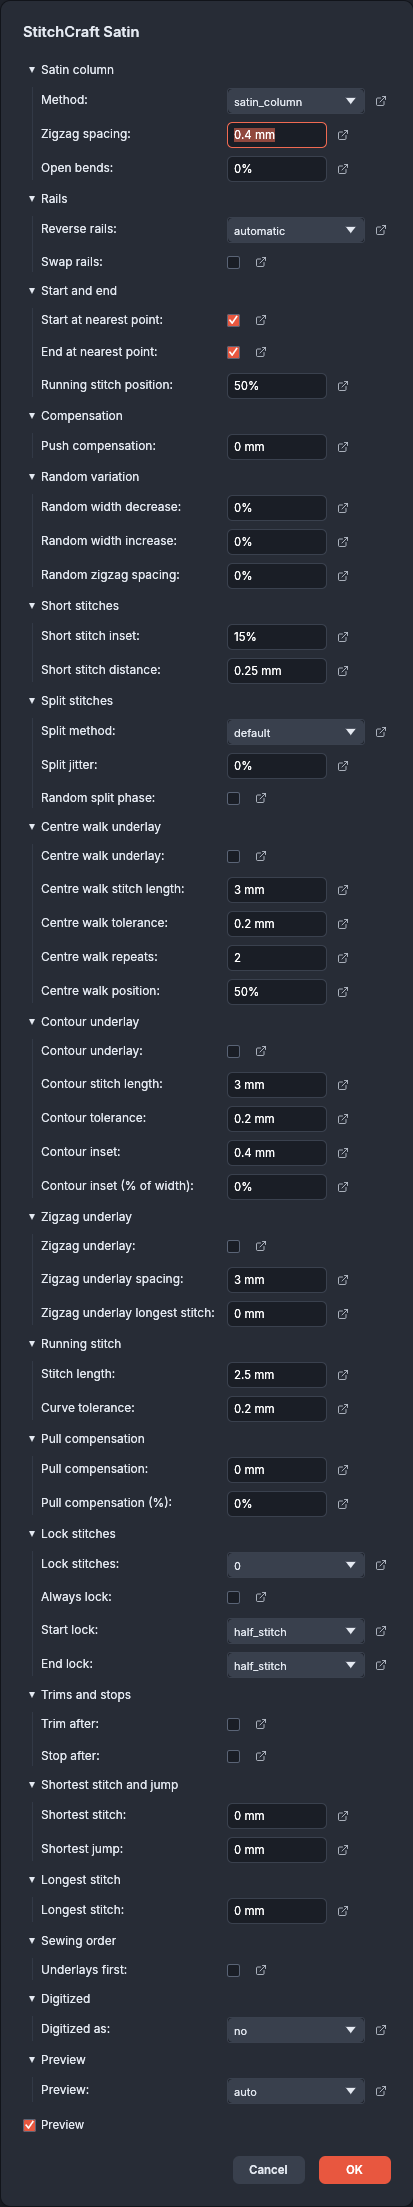 StitchCraft Satin
Satin column
Method: satin_column
Zigzag spacing: 0.4 mm
Open bends: 0%
Rails
Reverse rails: automatic
Swap rails:
Start and end
Start at nearest point:
End at nearest point:
Running stitch position: 50%
Compensation
Push compensation: 0 mm
Random variation
Random width decrease: 0%
Random width increase: 0%
Random zigzag spacing: 0%
Short stitches
Short stitch inset: 15%
Short stitch distance: 0.25 mm
Split stitches
Split method: default
Split jitter: 0%
Random split phase:
Centre walk underlay
Centre walk underlay:
Centre walk stitch length: 3 mm
Centre walk tolerance: 0.2 mm
Centre walk repeats: 2
Centre walk position: 50%
Contour underlay
Contour underlay:
Contour stitch length: 3 mm
Contour tolerance: 0.2 mm
Contour inset: 0.4 mm
Contour inset (% of width): 0%
Zigzag underlay
Zigzag underlay:
Zigzag underlay spacing: 3 mm
Zigzag underlay longest stitch: 0 mm
Running stitch
Stitch length: 2.5 mm
Curve tolerance: 0.2 mm
Pull compensation
Pull compensation: 0 mm
Pull compensation (%): 0%
Lock stitches
Lock stitches: 0
Always lock:
Start lock: half_stitch
End lock: half_stitch
Trims and stops
Trim after:
Stop after:
Shortest stitch and jump
Shortest stitch: 0 mm
Shortest jump: 0 mm
Longest stitch
Longest stitch: 0 mm
Sewing order
Underlays first:
Digitized
Digitized as: no
Preview
Preview: auto
Preview
Cancel OK